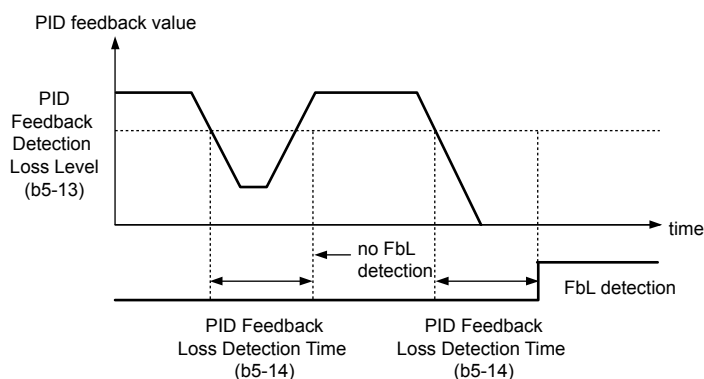 PID feedback value
PID
Feedback
Detection
Loss Level
(b5-13)
time
no FbL
detection
FbL detection
PID Feedback
Loss Detection Time
(b5-14)
PID Feedback
Loss Detection Time
(b5-14)